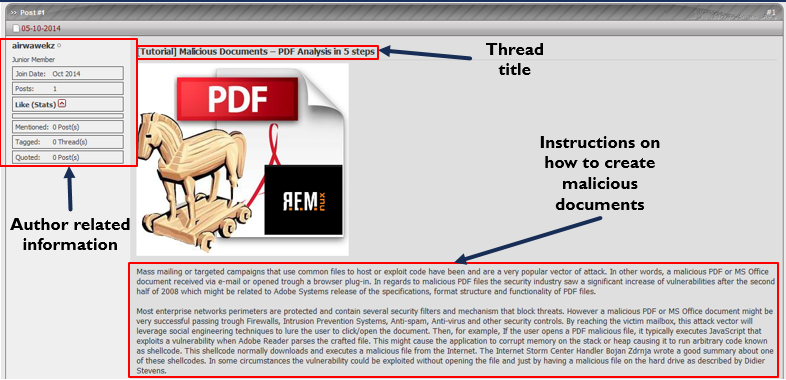 >> Post #1 #1
05-10-2014
airwawekz
Junior Member
Join Date: Oct 2014
Posts: 1
Like (Stats)
Mentioned: 0 Post(s)
Tagged: 0 Thread(s)
Quoted: 0 Post(s)
Author related
information
[Tutorial] Malicious Documents – PDF Analysis in 5 steps
Thread
title
PDF
R.E.M
nux
Instructions on
how to create
malicious
documents
Mass mailing or targeted campaigns that use common files to host or exploit code have been and are a very popular vector of attack. In other words, a malicious PDF or MS Office
document received via e-mail or opened trough a browser plug-in. In regards to malicious PDF files the security industry saw a significant increase of vulnerabilities after the second
half of 2008 which might be related to Adobe Systems release of the specifications, format structure and functionality of PDF files.
Most enterprise networks perimeters are protected and contain several security filters and mechanism that block threats. However a malicious PDF or MS Office document might be
very successful passing trough Firewalls, Intrusion Prevention Systems, Anti-spam, Anti-virus and other security controls. By reaching the victim mailbox, this attack vector will
leverage social engineering techniques to lure the user to click/open the document. Then, for example, If the user opens a PDF malicious file, it typically executes JavaScript that
exploits a vulnerability when Adobe Reader parses the crafted file. This might cause the application to corrupt memory on the stack or heap causing it to run arbitrary code known
as shellcode. This shellcode normally downloads and executes a malicious file from the Internet. The Internet Storm Center Handler Bojan Zdrnja wrote a good summary about one
of these shellcodes. In some circumstances the vulnerability could be exploited without opening the file and just by having a malicious file on the hard drive as described by Didier
Stevens.